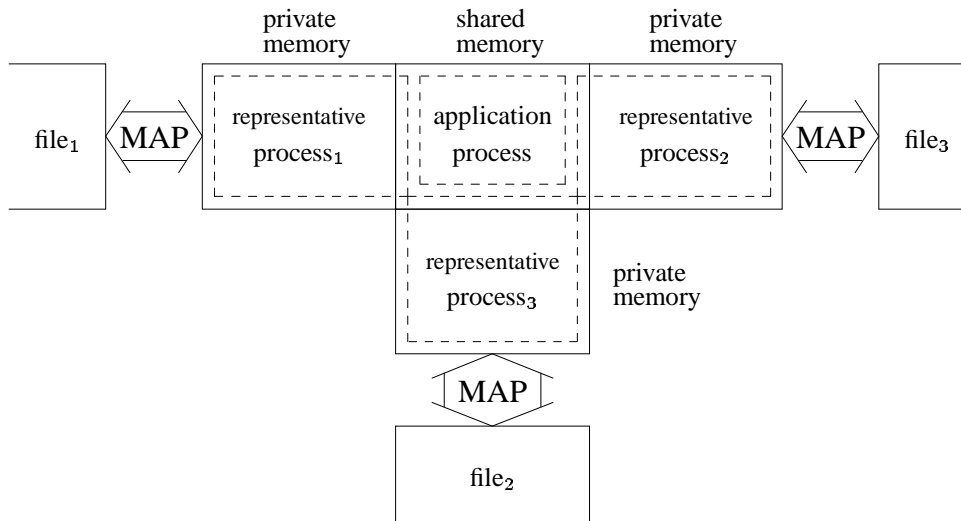 private memory
shared memory
private memory
file₁
MAP
representative process₁
application process
representative process₂
MAP
file₃
representative process₃
private memory
MAP
file₂